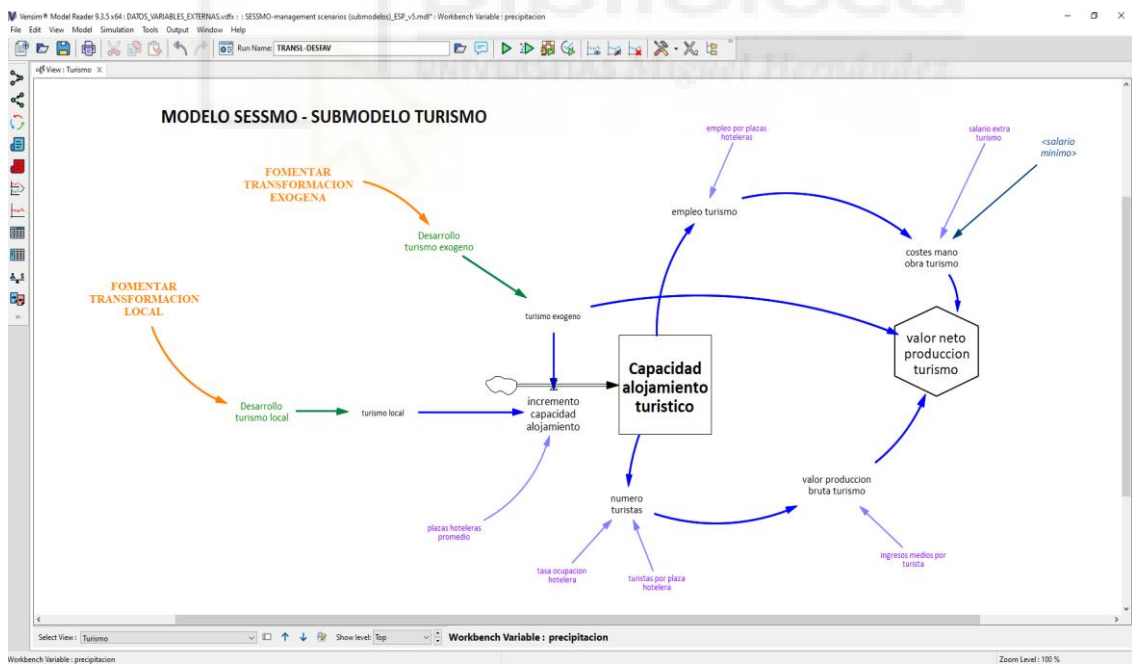 Vensim® Model Reader 9.3.5 x64 : DATOS_VARIABLES_EXTERNAS.vdfx : : SESSMO-management scenarios (submodelos)_ESP_v5.mdl* : Workbench Variable : precipitacion
File Edit View Model Simulation Tools Output Window Help
Run Name: TRANSL-DESFAV
View : Turismo X
MODELO SESSMO - SUBMODELO TURISMO
empleo por plazas
hoteleras
salario extra
turismo
<salario
minimo>
FOMENTAR
TRANSFORMACION
EXOGENA
empleo turismo
Desarrollo
turismo exogeno
costes mano
obra turismo
FOMENTAR
TRANSFORMACION
LOCAL
turismo exogeno
valor neto
produccion
turismo
Capacidad
alojamiento
turistico
Desarrollo
turismo local
turismo local
incremento
capacidad
alojamiento
valor produccion
bruta turismo
numero
turistas
plazas hoteleras
promedio
ingresos medios por
turista
tasa ocupacion
hotelera
turistas por plaza
hotelera
Select View: Turismo Show level: Top Workbench Variable : precipitacion
Workbench Variable : precipitacion Zoom Level : 100 %